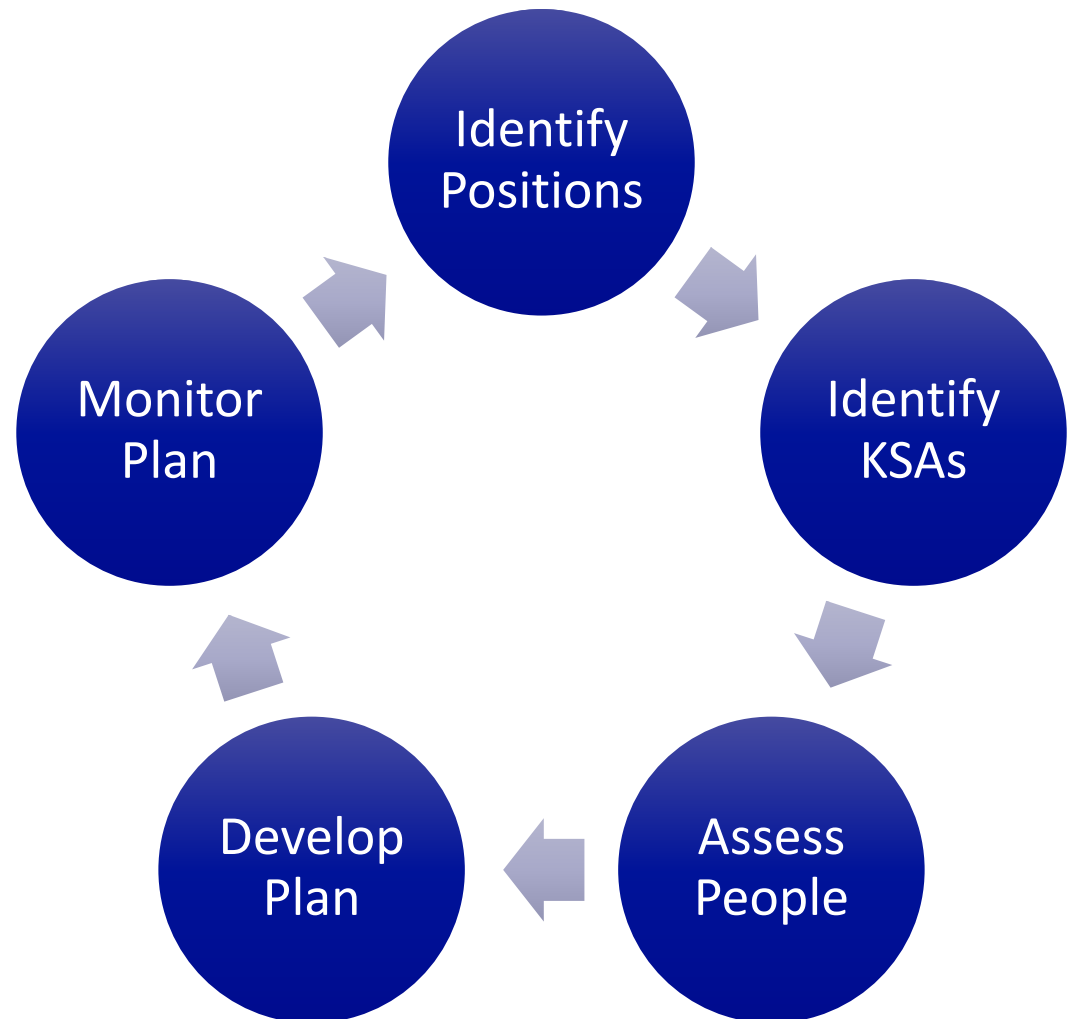 Identify
Positions
Identify
KSAs
Assess
People
Develop
Plan
Monitor
Plan